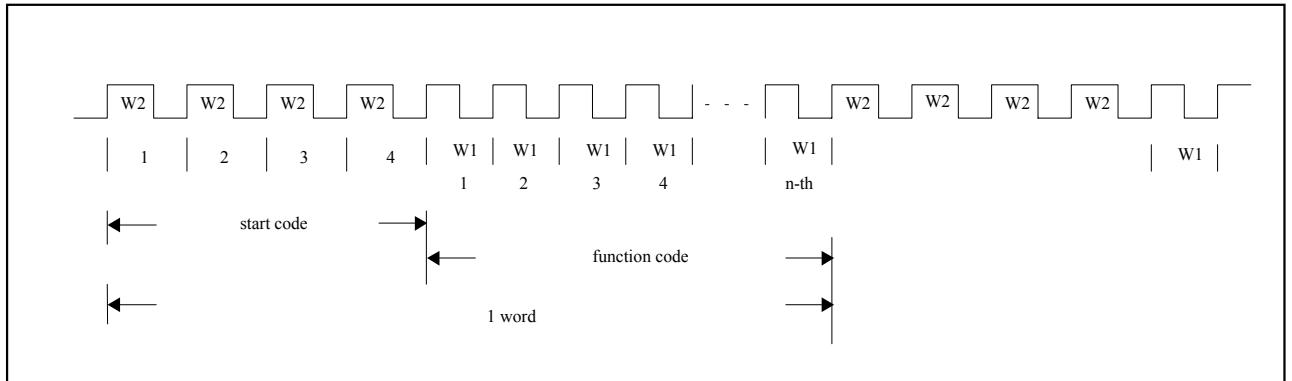 W2 W2 W2 W2 - - - W2 W2 W2 W2
1 2 3 4 W1 W1 W1 W1 W1 W1
1 2 3 4 n-th
start code
function code
1 word